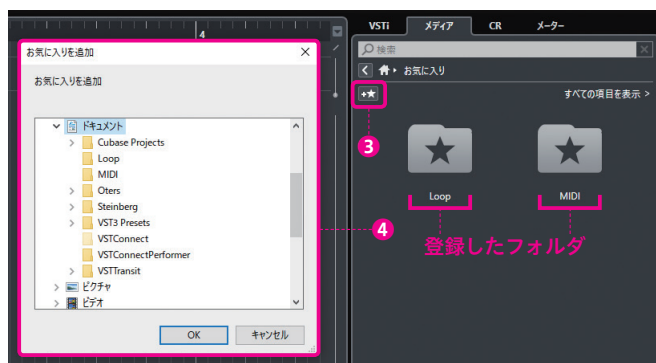 4
お気に入りを追加
お気に入りを追加
ドキュメント
Cubase Projects
Loop
MIDI
Oters
Steinberg
VST3 Presets
VSTConnect
VSTConnectPerformer
VSTTransit
ピクチャ
ビデオ
OK
キャンセル
VSTi メディア CR メーター
検索
お気に入り
+★ すべての項目を表示 >
3
Loop MIDI
4
登録したフォルダ